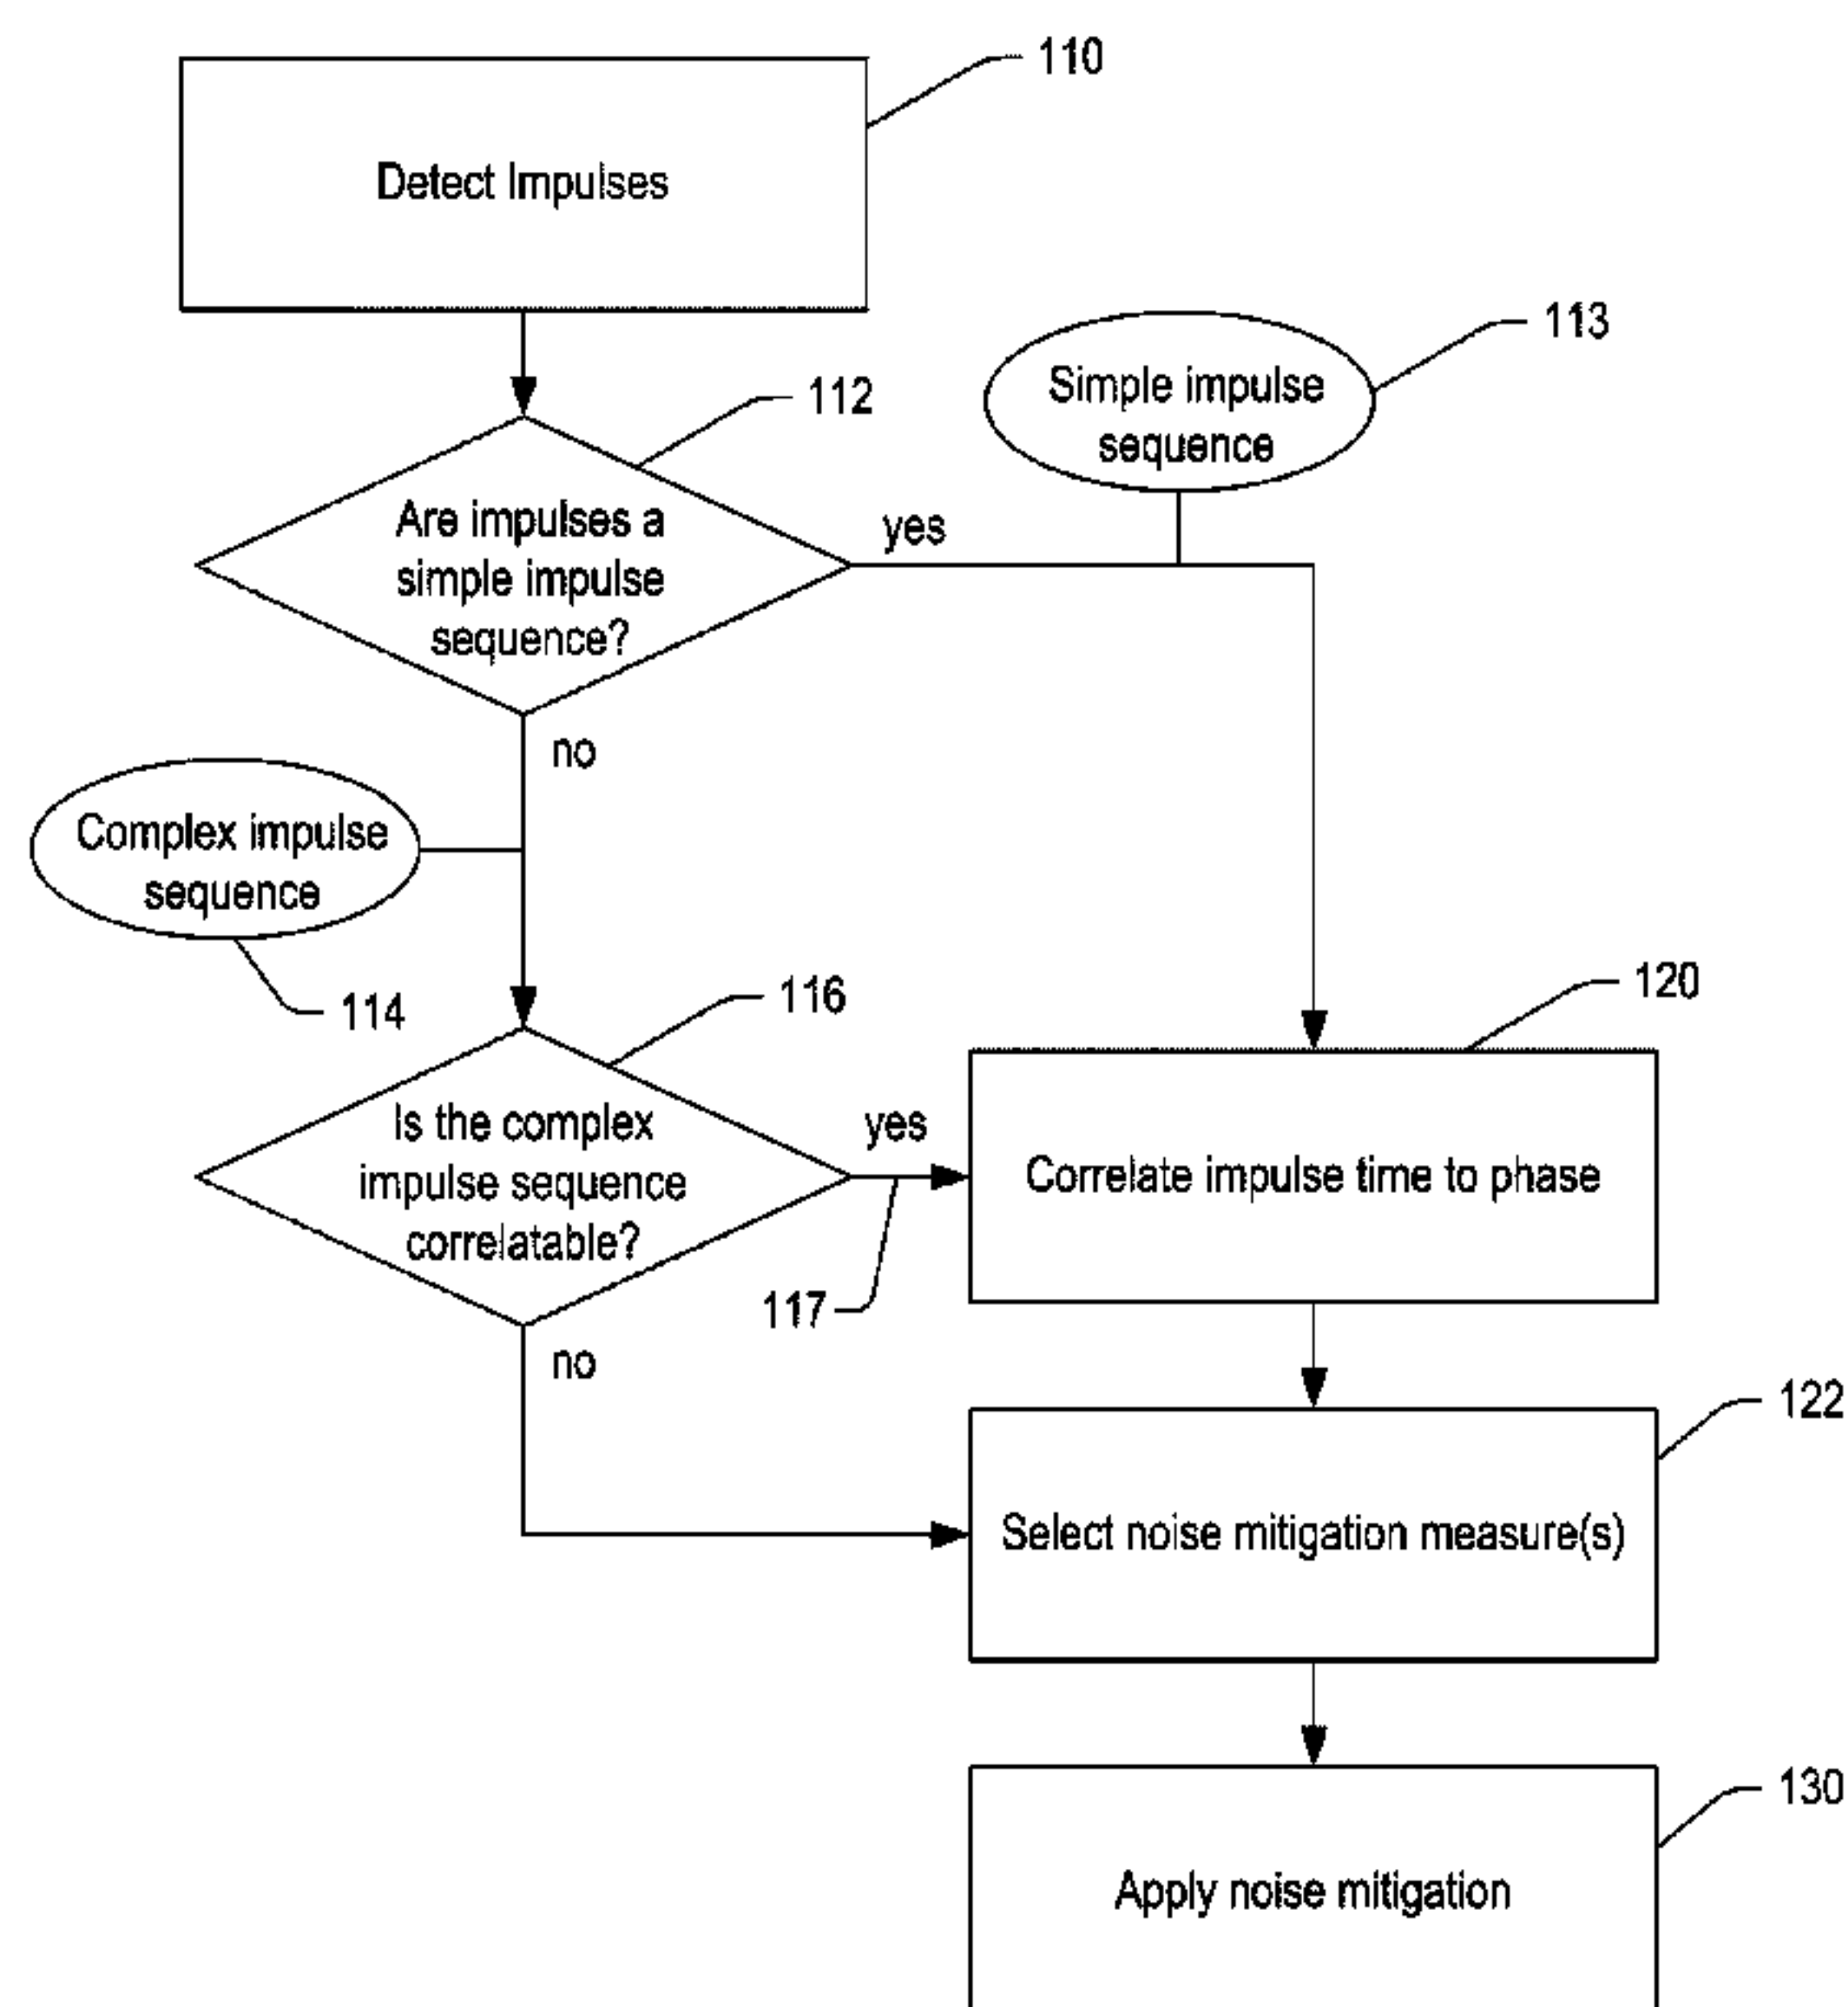 110
Detect Impulses
113
112
Simple impulse
sequence
Are impulses a
simple impulse
sequence?
yes
no
Complex impulse
sequence
114
116
120
Is the complex
impulse sequence
correlatable?
yes
Correlate impulse time to phase
117
no
122
Select noise mitigation measure(s)
130
Apply noise mitigation